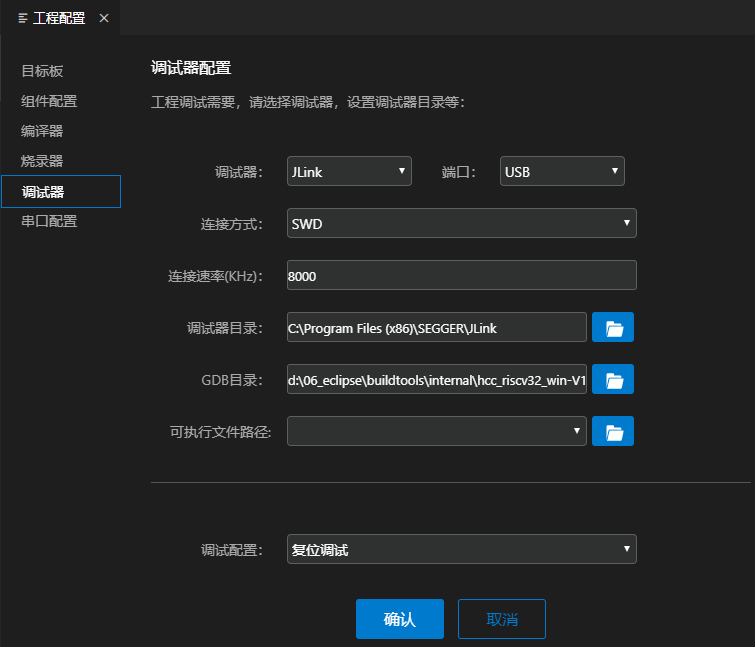 工程配置
目标板
组件配置
编译器
烧录器
调试器
串口配置
调试器配置
工程调试需要，请选择调试器，设置调试器目录等：
调试器： JLink 端口： USB
连接方式： SWD
连接速率(KHz)： 8000
调试器目录： C:\Program Files (x86)\SEGGER\JLink
GDB目录： d:\06_eclipse\buildtools\internal\hcc_riscv32_win-V1
可执行文件路径:
调试配置： 复位调试
确认 取消